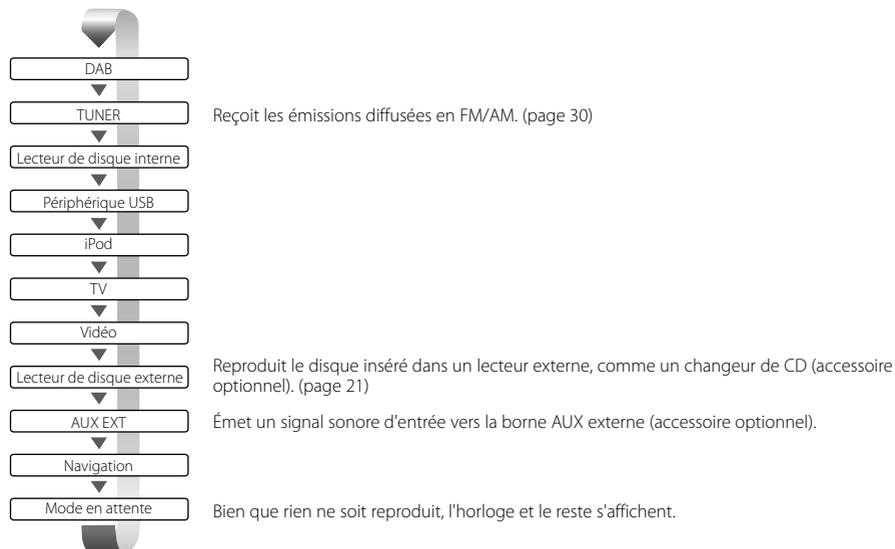 DAB
TUNER
Reçoit les émissions diffusées en FM/AM. (page 30)
Lecteur de disque interne
Périphérique USB
iPod
TV
Vidéo
Lecteur de disque externe
Reproduit le disque inséré dans un lecteur externe, comme un changeur de CD (accessoire
optionnel). (page 21)
AUX EXT
Émet un signal sonore d'entrée vers la borne AUX externe (accessoire optionnel).
Navigation
Mode en attente
Bien que rien ne soit reproduit, l'horloge et le reste s'affichent.